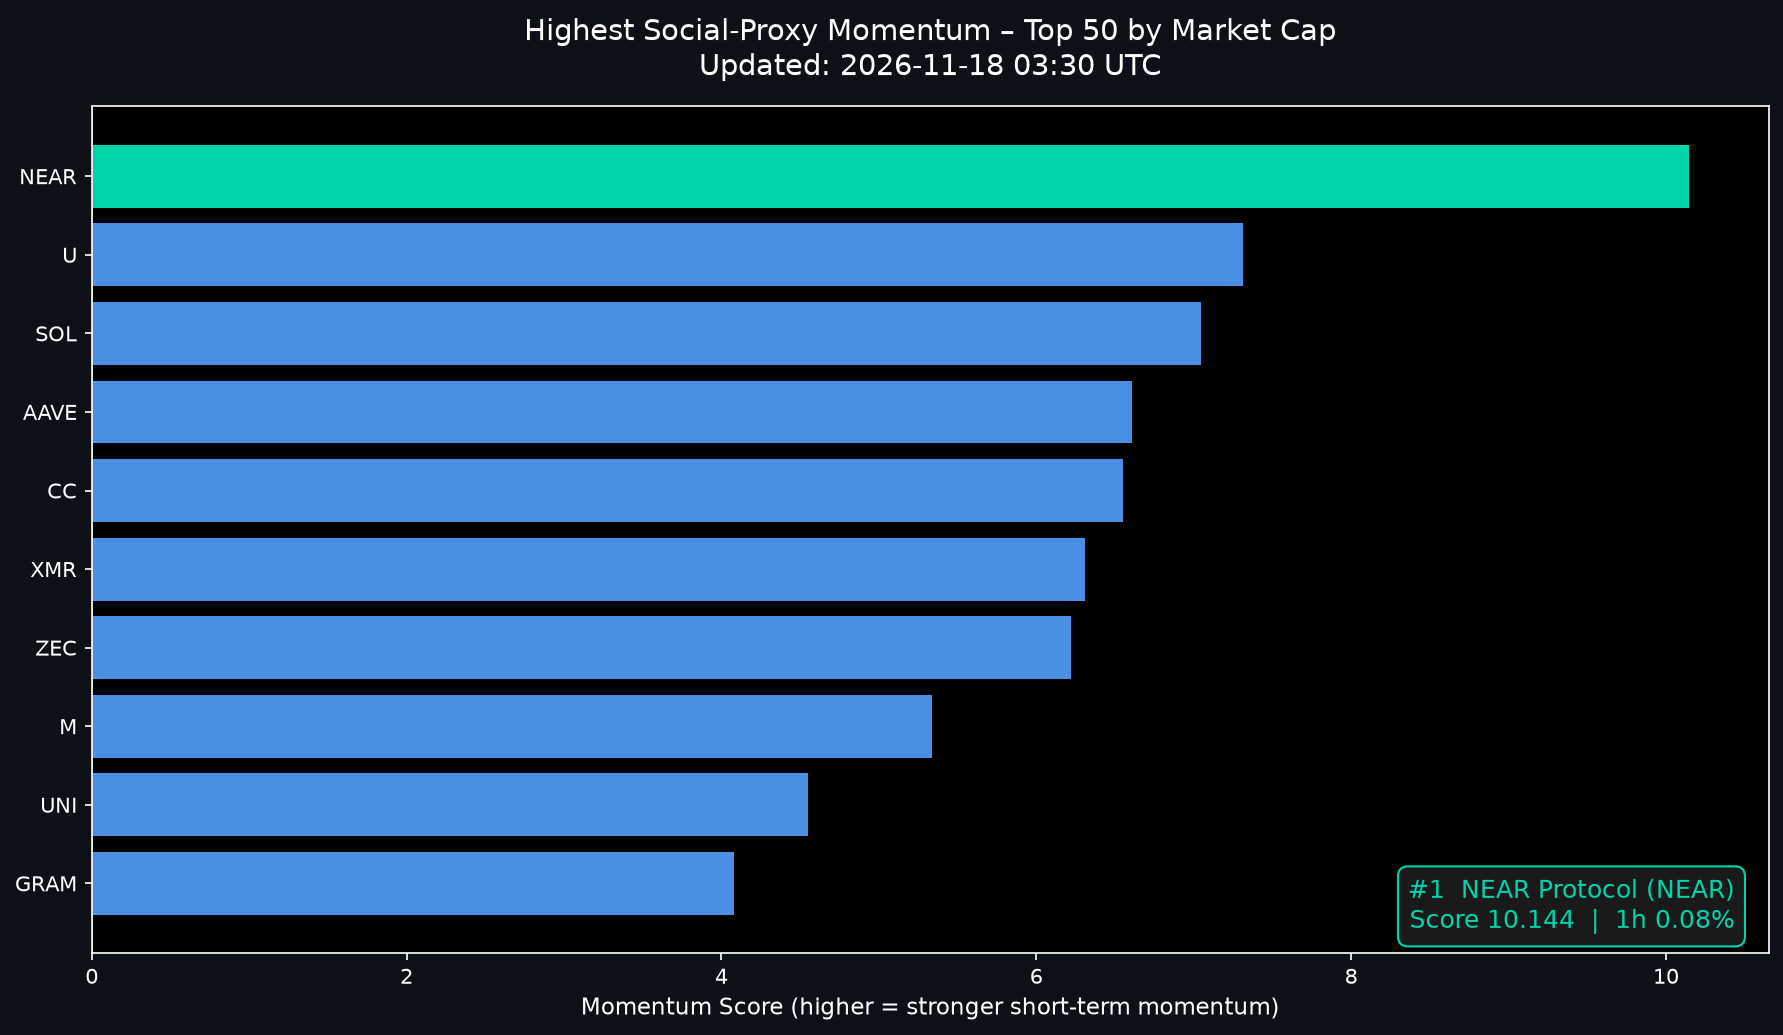 Highest Social-Proxy Momentum – Top 50 by Market Cap
Updated: 2026-11-18 03:30 UTC
NEAR
U
SOL
AAVE
CC
XMR
ZEC
M
UNI
GRAM
#1  NEAR Protocol (NEAR)
Score 10.144  |  1h 0.08%
0 2 4 6 8 10
Momentum Score (higher = stronger short-term momentum)